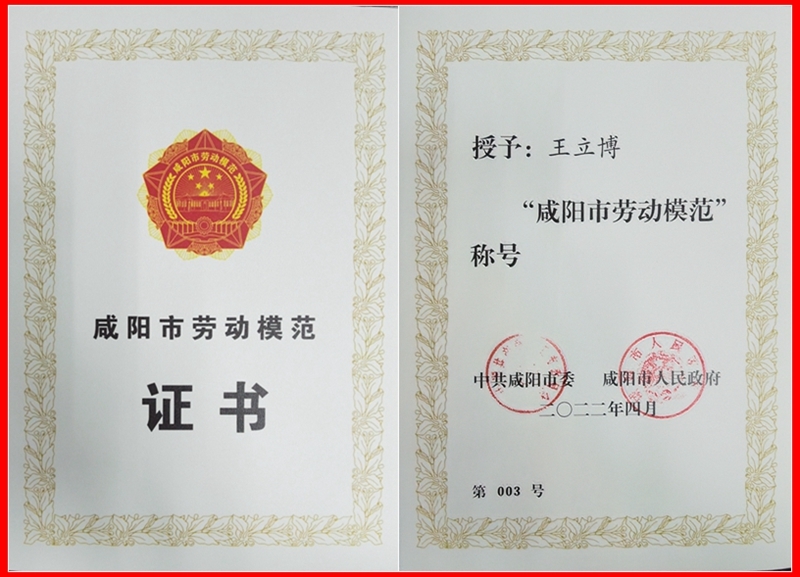 咸阳市劳动模范
咸阳市劳动模范
证书
授予：王立博
“咸阳市劳动模范”
称号
中共咸阳市委 咸阳市人民政府
二〇二二年四月
第 003 号